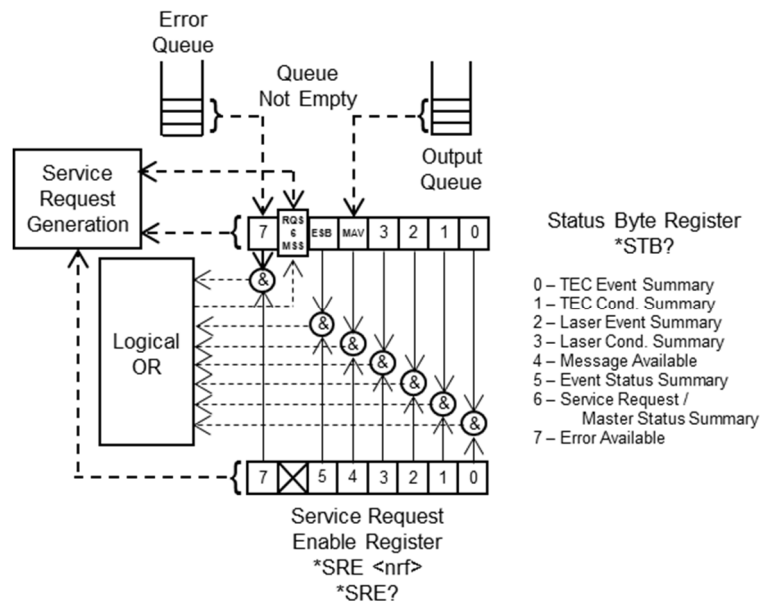 Error
Queue
Queue
Not Empty
Output
Queue
Service
Request
Generation
7 RQS 6 MSS ESB MAV 3 2 1 0
Status Byte Register
*STB?
0 – TEC Event Summary
1 – TEC Cond. Summary
2 – Laser Event Summary
3 – Laser Cond. Summary
4 – Message Available
5 – Event Status Summary
6 – Service Request /
Master Status Summary
7 – Error Available
&
&
&
&
&
&
&
Logical
OR
7 5 4 3 2 1 0
Service Request
Enable Register
*SRE <nrf>
*SRE?